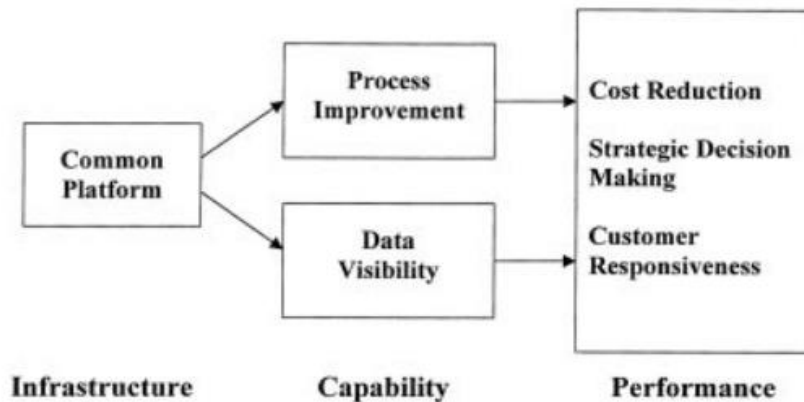 Process
Improvement
Common
Platform
Data
Visibility
Cost Reduction
Strategic Decision
Making
Customer
Responsiveness
Infrastructure
Capability
Performance